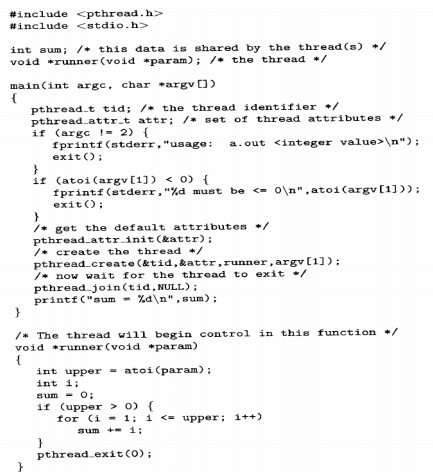 #include <pthread.h>
#include <stdio.h>
int sum; /* this data is shared by the thread(s) */
void *runner(void *param); /* the thread */
main(int argc, char *argv[])
{
pthread_t tid; /* the thread identifier */
pthread_attr_t attr; /* set of thread attributes */
if (argc != 2) {
fprintf(stderr,"usage: a.out <integer value>\n");
exit();
}
if (atoi(argv[1]) < 0) {
fprintf(stderr,"%d must be <= 0\n",atoi(argv[1]));
exit();
}
/* get the default attributes */
pthread_attr_init(&attr);
/* create the thread */
pthread_create(&tid,&attr,runner,argv[1]);
/* now wait for the thread to exit */
pthread_join(tid,NULL);
printf("sum = %d\n",sum);
}
/* The thread will begin control in this function */
void *runner(void *param)
{
int upper = atoi(param);
int i;
sum = 0;
if (upper > 0) {
for (i = 1; i <= upper; i++)
sum += i;
}
pthread_exit(0);
}